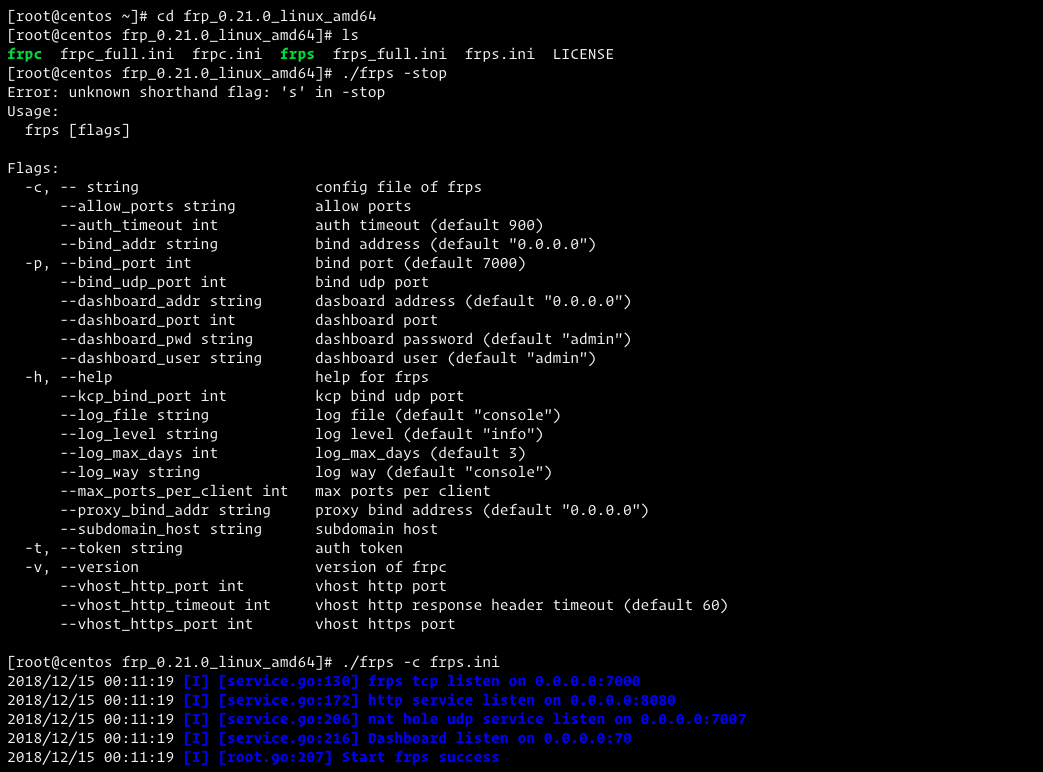 [root@centos ~]# cd frp_0.21.0_linux_amd64
[root@centos frp_0.21.0_linux_amd64]# ls
frpc  frpc_full.ini  frpc.ini  frps  frps_full.ini  frps.ini  LICENSE
[root@centos frp_0.21.0_linux_amd64]# ./frps -stop
Error: unknown shorthand flag: 's' in -stop
Usage:
  frps [flags]

Flags:
  -c, -- string                    config file of frps
      --allow_ports string         allow ports
      --auth_timeout int           auth timeout (default 900)
      --bind_addr string           bind address (default "0.0.0.0")
  -p, --bind_port int              bind port (default 7000)
      --bind_udp_port int          bind udp port
      --dashboard_addr string      dasboard address (default "0.0.0.0")
      --dashboard_port int         dashboard port
      --dashboard_pwd string       dashboard password (default "admin")
      --dashboard_user string      dashboard user (default "admin")
  -h, --help                       help for frps
      --kcp_bind_port int          kcp bind udp port
      --log_file string            log file (default "console")
      --log_level string           log level (default "info")
      --log_max_days int           log_max_days (default 3)
      --log_way string             log way (default "console")
      --max_ports_per_client int   max ports per client
      --proxy_bind_addr string     proxy bind address (default "0.0.0.0")
      --subdomain_host string      subdomain host
  -t, --token string               auth token
  -v, --version                    version of frpc
      --vhost_http_port int        vhost http port
      --vhost_http_timeout int     vhost http response header timeout (default 60)
      --vhost_https_port int       vhost https port

[root@centos frp_0.21.0_linux_amd64]# ./frps -c frps.ini
2018/12/15 00:11:19 [I] [service.go:130] frps tcp listen on 0.0.0.0:7000
2018/12/15 00:11:19 [I] [service.go:172] http service listen on 0.0.0.0:8080
2018/12/15 00:11:19 [I] [service.go:206] nat hole udp service listen on 0.0.0.0:7007
2018/12/15 00:11:19 [I] [service.go:216] Dashboard listen on 0.0.0.0:70
2018/12/15 00:11:19 [I] [root.go:207] Start frps success